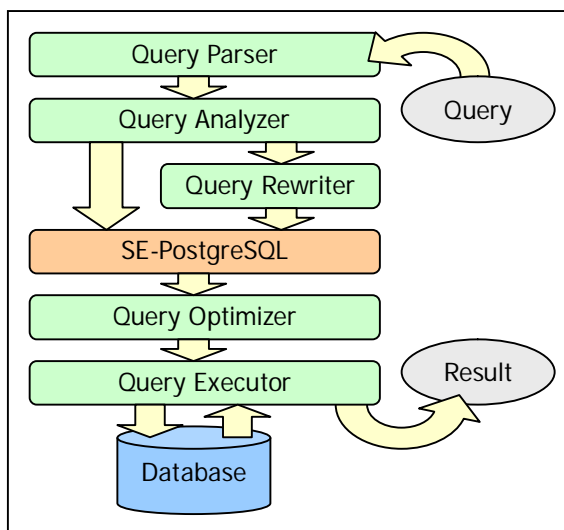 Query Parser
Query
Query Analyzer
Query Rewriter
SE-PostgreSQL
Query Optimizer
Query Executor
Result
Database